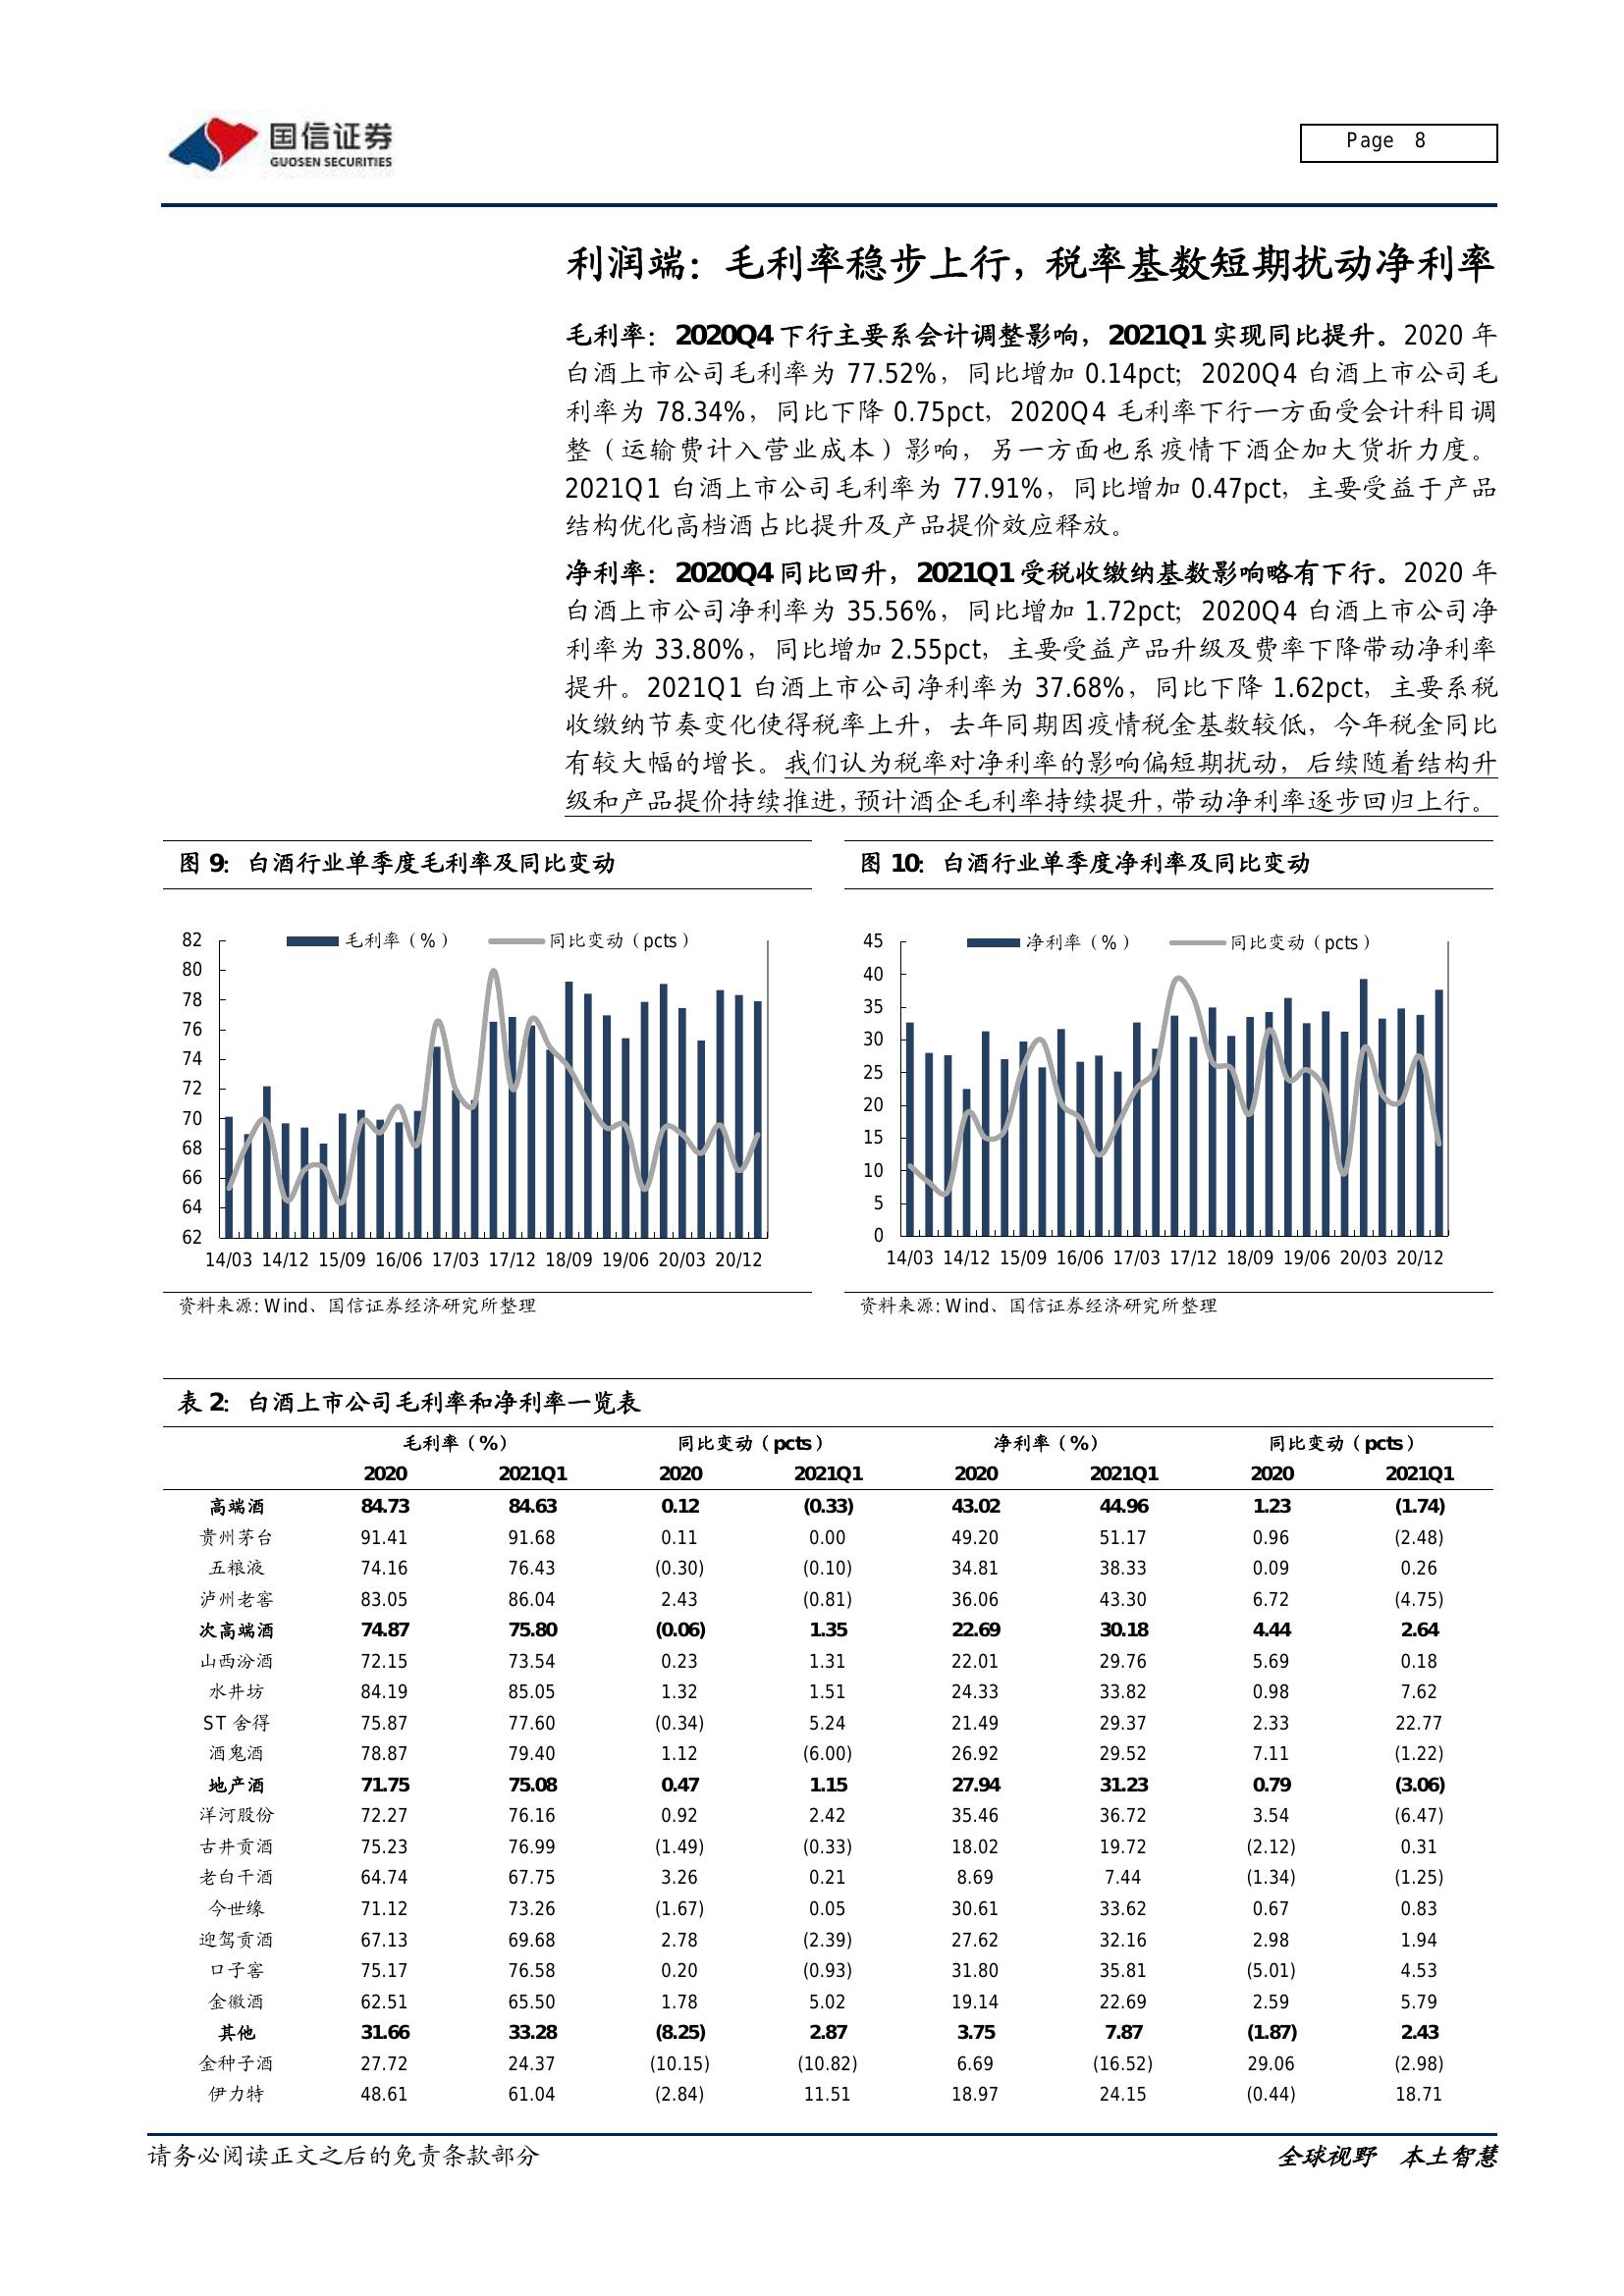 国信证券
GUOSEN SECURITIES
Page 8
利润端：毛利率稳步上行，税率基数短期扰动净利率
毛利率：2020Q4 下行主要系会计调整影响，2021Q1 实现同比提升。2020 年
白酒上市公司毛利率为 77.52%，同比增加 0.14pct；2020Q4 白酒上市公司毛
利率为 78.34%，同比下降 0.75pct，2020Q4 毛利率下行一方面受会计科目调
整（运输费计入营业成本）影响，另一方面也系疫情下酒企加大货折力度。
2021Q1 白酒上市公司毛利率为 77.91%，同比增加 0.47pct，主要受益于产品
结构优化高档酒占比提升及产品提价效应释放。
净利率：2020Q4 同比回升，2021Q1 受税收缴纳基数影响略有下行。2020 年
白酒上市公司净利率为 35.56%，同比增加 1.72pct；2020Q4 白酒上市公司净
利率为 33.80%，同比增加 2.55pct，主要受益产品升级及费率下降带动净利率
提升。2021Q1 白酒上市公司净利率为 37.68%，同比下降 1.62pct，主要系税
收缴纳节奏变化使得税率上升，去年同期因疫情税金基数较低，今年税金同比
有较大幅的增长。我们认为税率对净利率的影响偏短期扰动，后续随着结构升
级和产品提价持续推进，预计酒企毛利率持续提升，带动净利率逐步回归上行。
图 9：白酒行业单季度毛利率及同比变动
毛利率（%） 同比变动（pcts）
82
80
78
76
74
72
70
68
66
64
62
14/03 14/12 15/09 16/06 17/03 17/12 18/09 19/06 20/03 20/12
资料来源: Wind、国信证券经济研究所整理
图 10：白酒行业单季度净利率及同比变动
净利率（%） 同比变动（pcts）
45
40
35
30
25
20
15
10
5
0
14/03 14/12 15/09 16/06 17/03 17/12 18/09 19/06 20/03 20/12
资料来源: Wind、国信证券经济研究所整理
表 2：白酒上市公司毛利率和净利率一览表
毛利率（%） 同比变动（pcts） 净利率（%） 同比变动（pcts）
2020 2021Q1 2020 2021Q1 2020 2021Q1 2020 2021Q1
高端酒 84.73 84.63 0.12 (0.33) 43.02 44.96 1.23 (1.74)
贵州茅台 91.41 91.68 0.11 0.00 49.20 51.17 0.96 (2.48)
五粮液 74.16 76.43 (0.30) (0.10) 34.81 38.33 0.09 0.26
泸州老窖 83.05 86.04 2.43 (0.81) 36.06 43.30 6.72 (4.75)
次高端酒 74.87 75.80 (0.06) 1.35 22.69 30.18 4.44 2.64
山西汾酒 72.15 73.54 0.23 1.31 22.01 29.76 5.69 0.18
水井坊 84.19 85.05 1.32 1.51 24.33 33.82 0.98 7.62
ST 舍得 75.87 77.60 (0.34) 5.24 21.49 29.37 2.33 22.77
酒鬼酒 78.87 79.40 1.12 (6.00) 26.92 29.52 7.11 (1.22)
地产酒 71.75 75.08 0.47 1.15 27.94 31.23 0.79 (3.06)
洋河股份 72.27 76.16 0.92 2.42 35.46 36.72 3.54 (6.47)
古井贡酒 75.23 76.99 (1.49) (0.33) 18.02 19.72 (2.12) 0.31
老白干酒 64.74 67.75 3.26 0.21 8.69 7.44 (1.34) (1.25)
今世缘 71.12 73.26 (1.67) 0.05 30.61 33.62 0.67 0.83
迎驾贡酒 67.13 69.68 2.78 (2.39) 27.62 32.16 2.98 1.94
口子窖 75.17 76.58 0.20 (0.93) 31.80 35.81 (5.01) 4.53
金徽酒 62.51 65.50 1.78 5.02 19.14 22.69 2.59 5.79
其他 31.66 33.28 (8.25) 2.87 3.75 7.87 (1.87) 2.43
金种子酒 27.72 24.37 (10.15) (10.82) 6.69 (16.52) 29.06 (2.98)
伊力特 48.61 61.04 (2.84) 11.51 18.97 24.15 (0.44) 18.71
请务必阅读正文之后的免责条款部分
全球视野 本土智慧